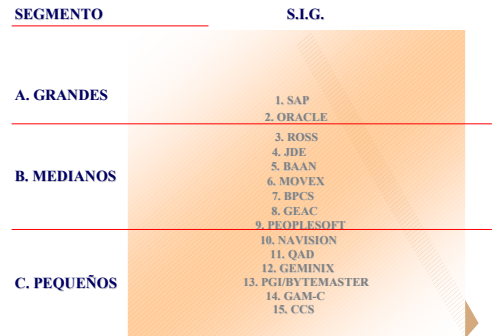 SEGMENTO S.I.G.
A. GRANDES
1. SAP
2. ORACLE
3. ROSS
4. JDE
B. MEDIANOS
5. BAAN
6. MOVEX
7. BPCS
8. GEAC
9. PEOPLESOFT
10. NAVISION
11. QAD
12. GEMINIX
C. PEQUEÑOS
13. PGI/BYTEMASTER
14. GAM-C
15. CCS